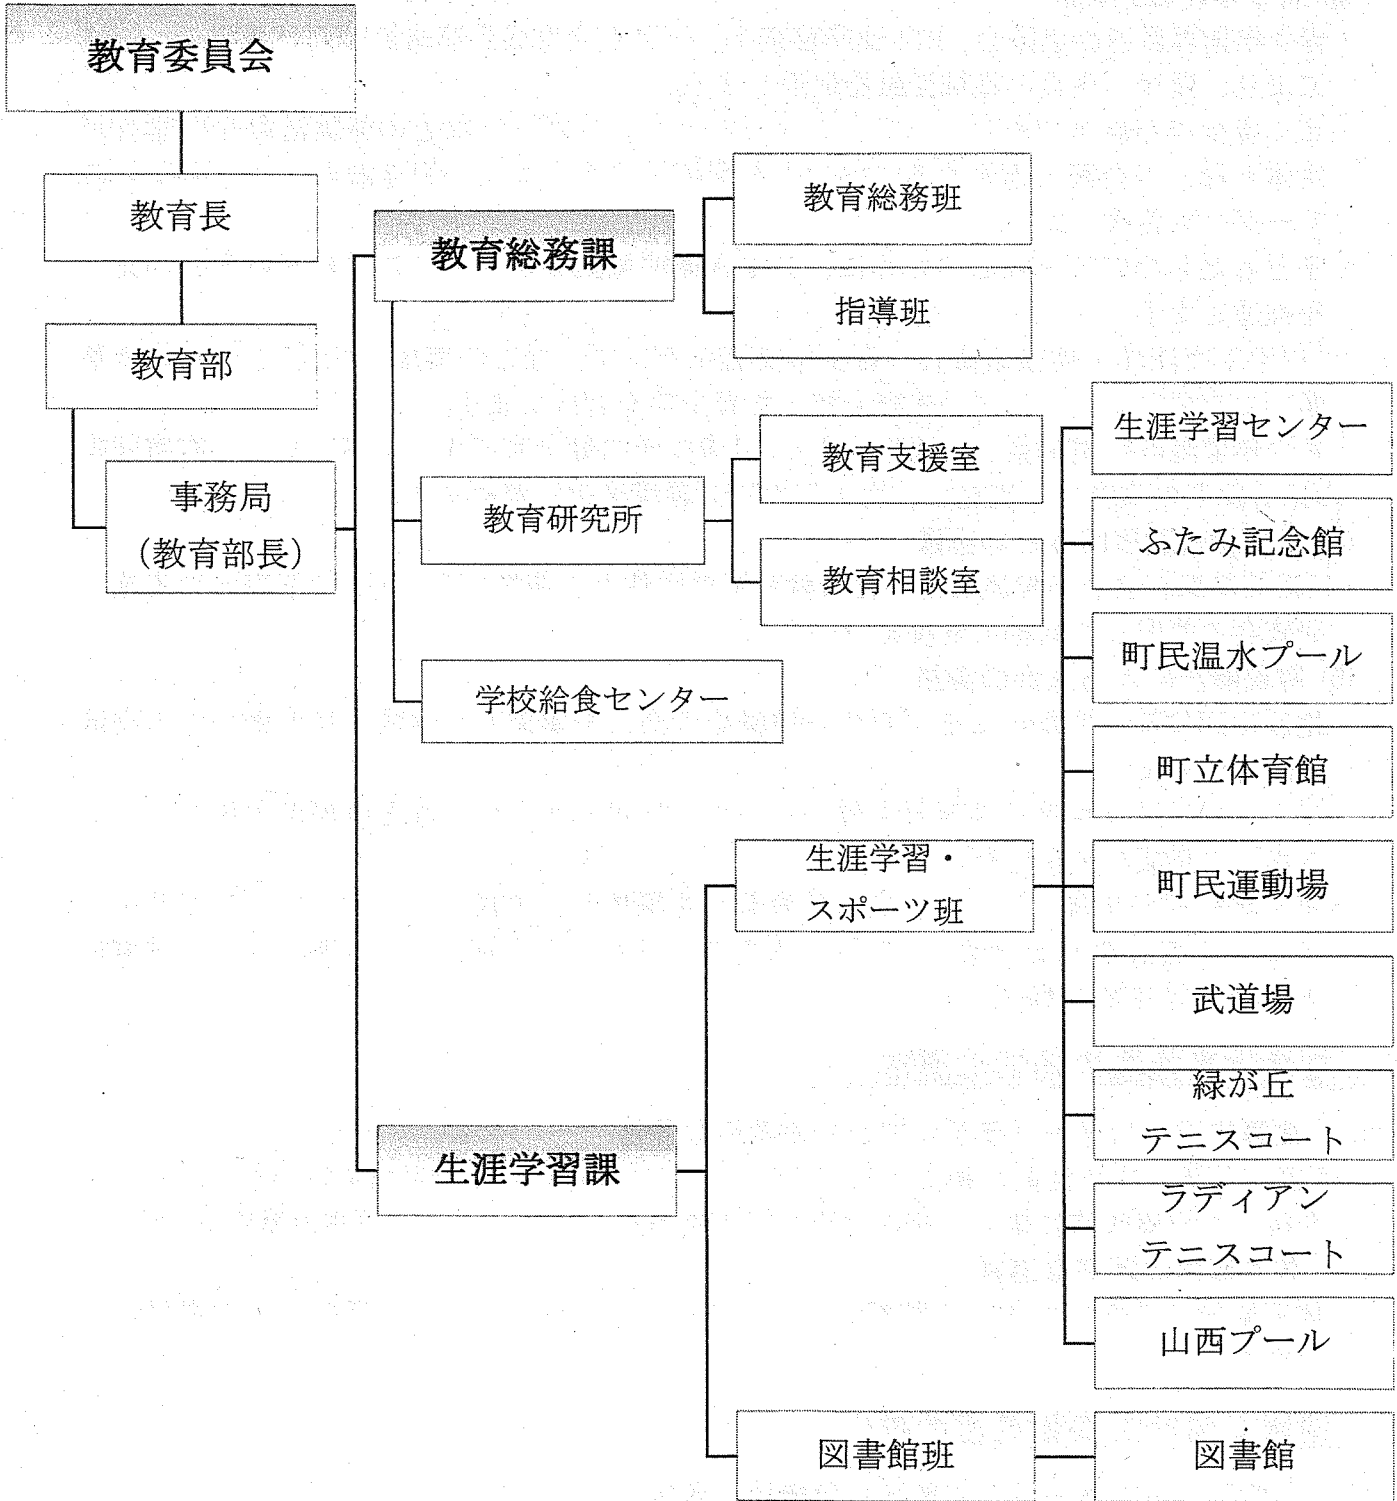 教育委員会
教育長
教育部
事務局
（教育部長）
教育総務課
教育総務班
指導班
教育研究所
教育支援室
教育相談室
学校給食センター
生涯学習課
生涯学習・
スポーツ班
生涯学習センター
ふたみ記念館
町民温水プール
町立体育館
町民運動場
武道場
緑が丘
テニスコート
ラディアン
テニスコート
山西プール
図書館班
図書館